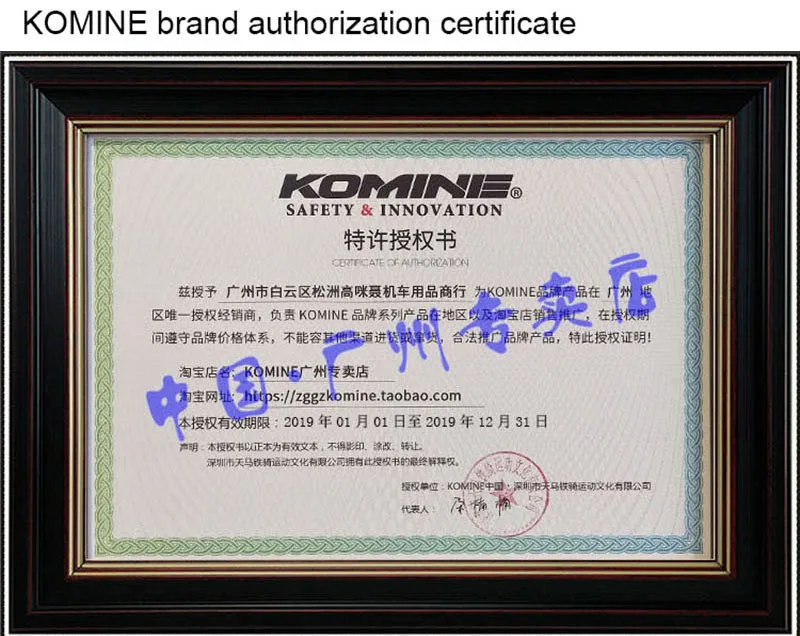 KOMINE brand authorization certificate
KOMINE®
SAFETY & INNOVATION
特许授权书
CERTIFICATE OF AUTHORIZATION
兹授予 广州市白云区松洲高咪聂机车用品商行 为KOMINE品牌产品在 广州 地
区唯一授权经销商，负责 KOMINE 品牌系列产品在地区以及淘宝店销售推广，在授权期
间遵守品牌价格体系，不能容其他渠道进货或拿货，合法推广品牌产品，特此授权证明！
淘宝店名：KOMINE广州专卖店
淘宝网址：https://zggzkomine.taobao.com
本授权有效期限：2019 年 01 月 01 日至 2019 年 12 月 31 日
声明：本授权书以正本为有效文本，不得影印、涂改、转让。
深圳市天马铁骑运动文化有限公司拥有此授权书的最终解释权。
授权单位：KOMINE中国·深圳市天马铁骑运动文化有限公司
代表人：
中国·广州专卖店